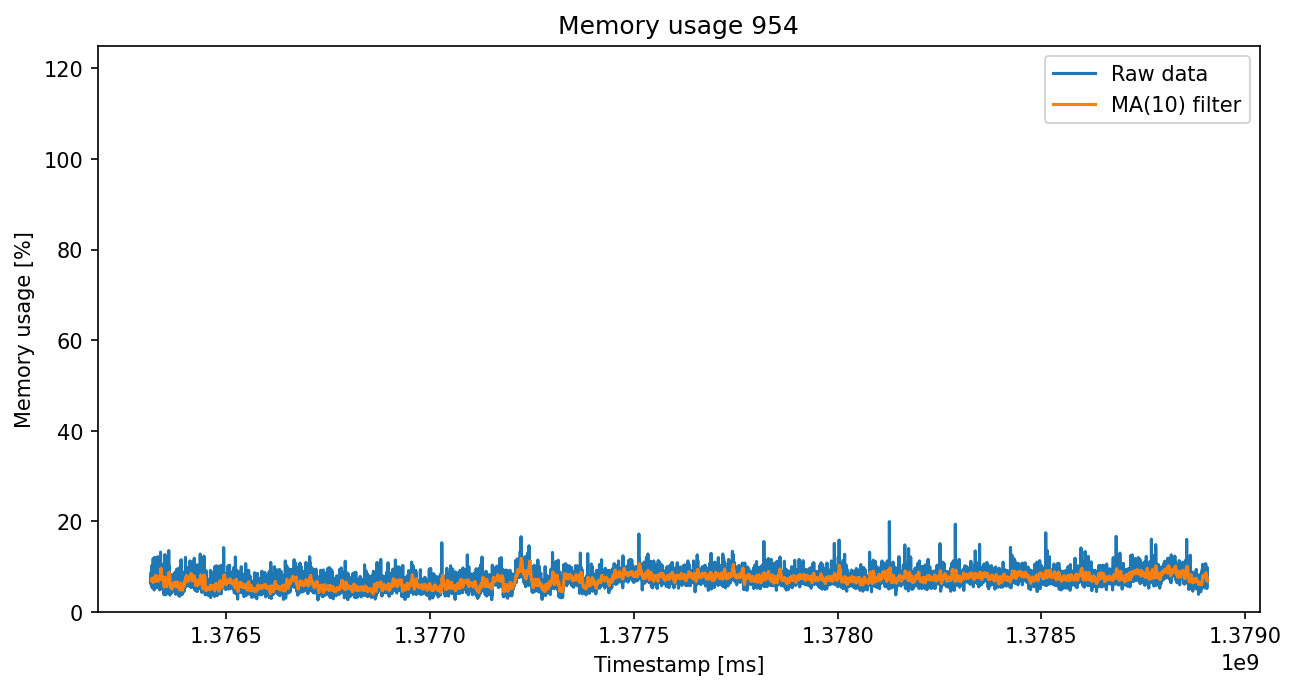 Memory usage 954
Raw data
MA(10) filter
Memory usage [%]
120
100
80
60
40
20
0
1.3765 1.3770 1.3775 1.3780 1.3785 1.3790
1e9
Timestamp [ms]